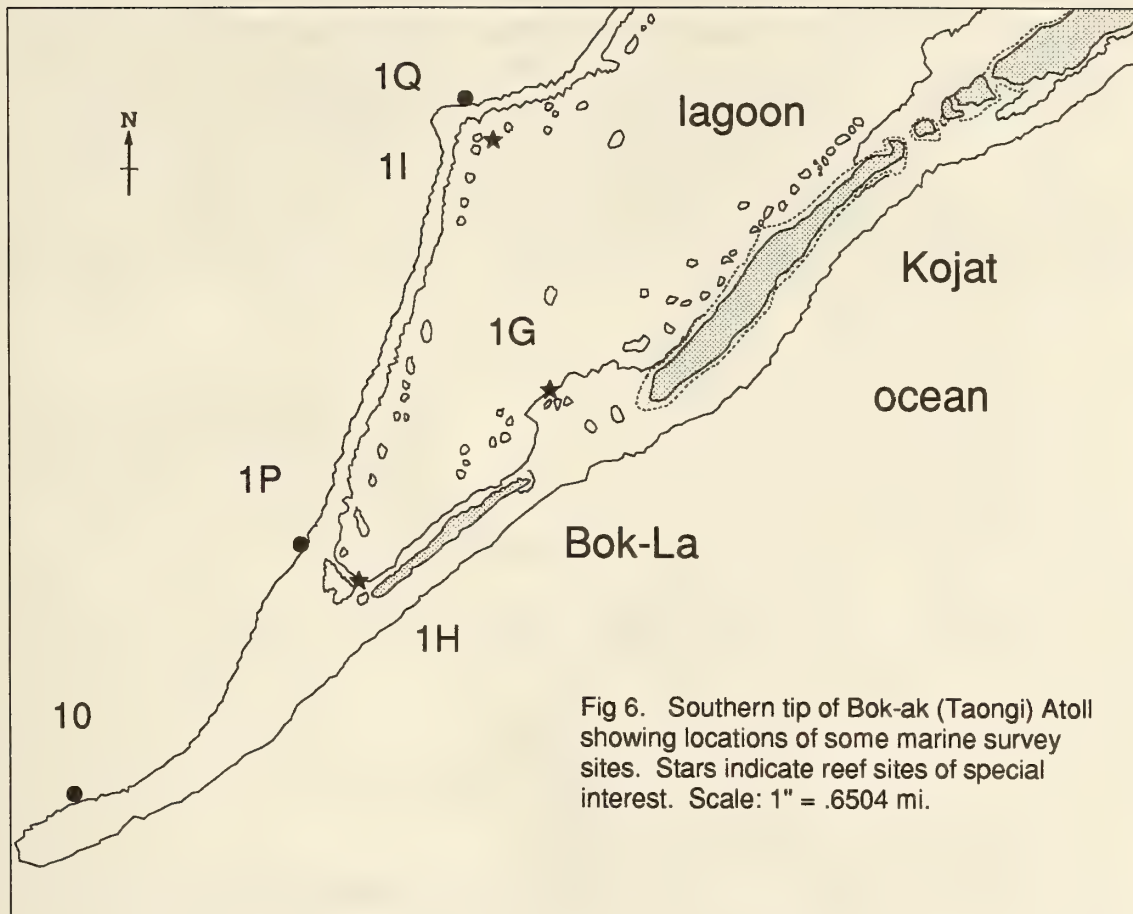 1Q
lagoon
N
1I
Kojat
1G
ocean
1P
Bok-La
1H
10
Fig 6. Southern tip of Bok-ak (Taongi) Atoll
showing locations of some marine survey
sites. Stars indicate reef sites of special
interest. Scale: 1" = .6504 mi.